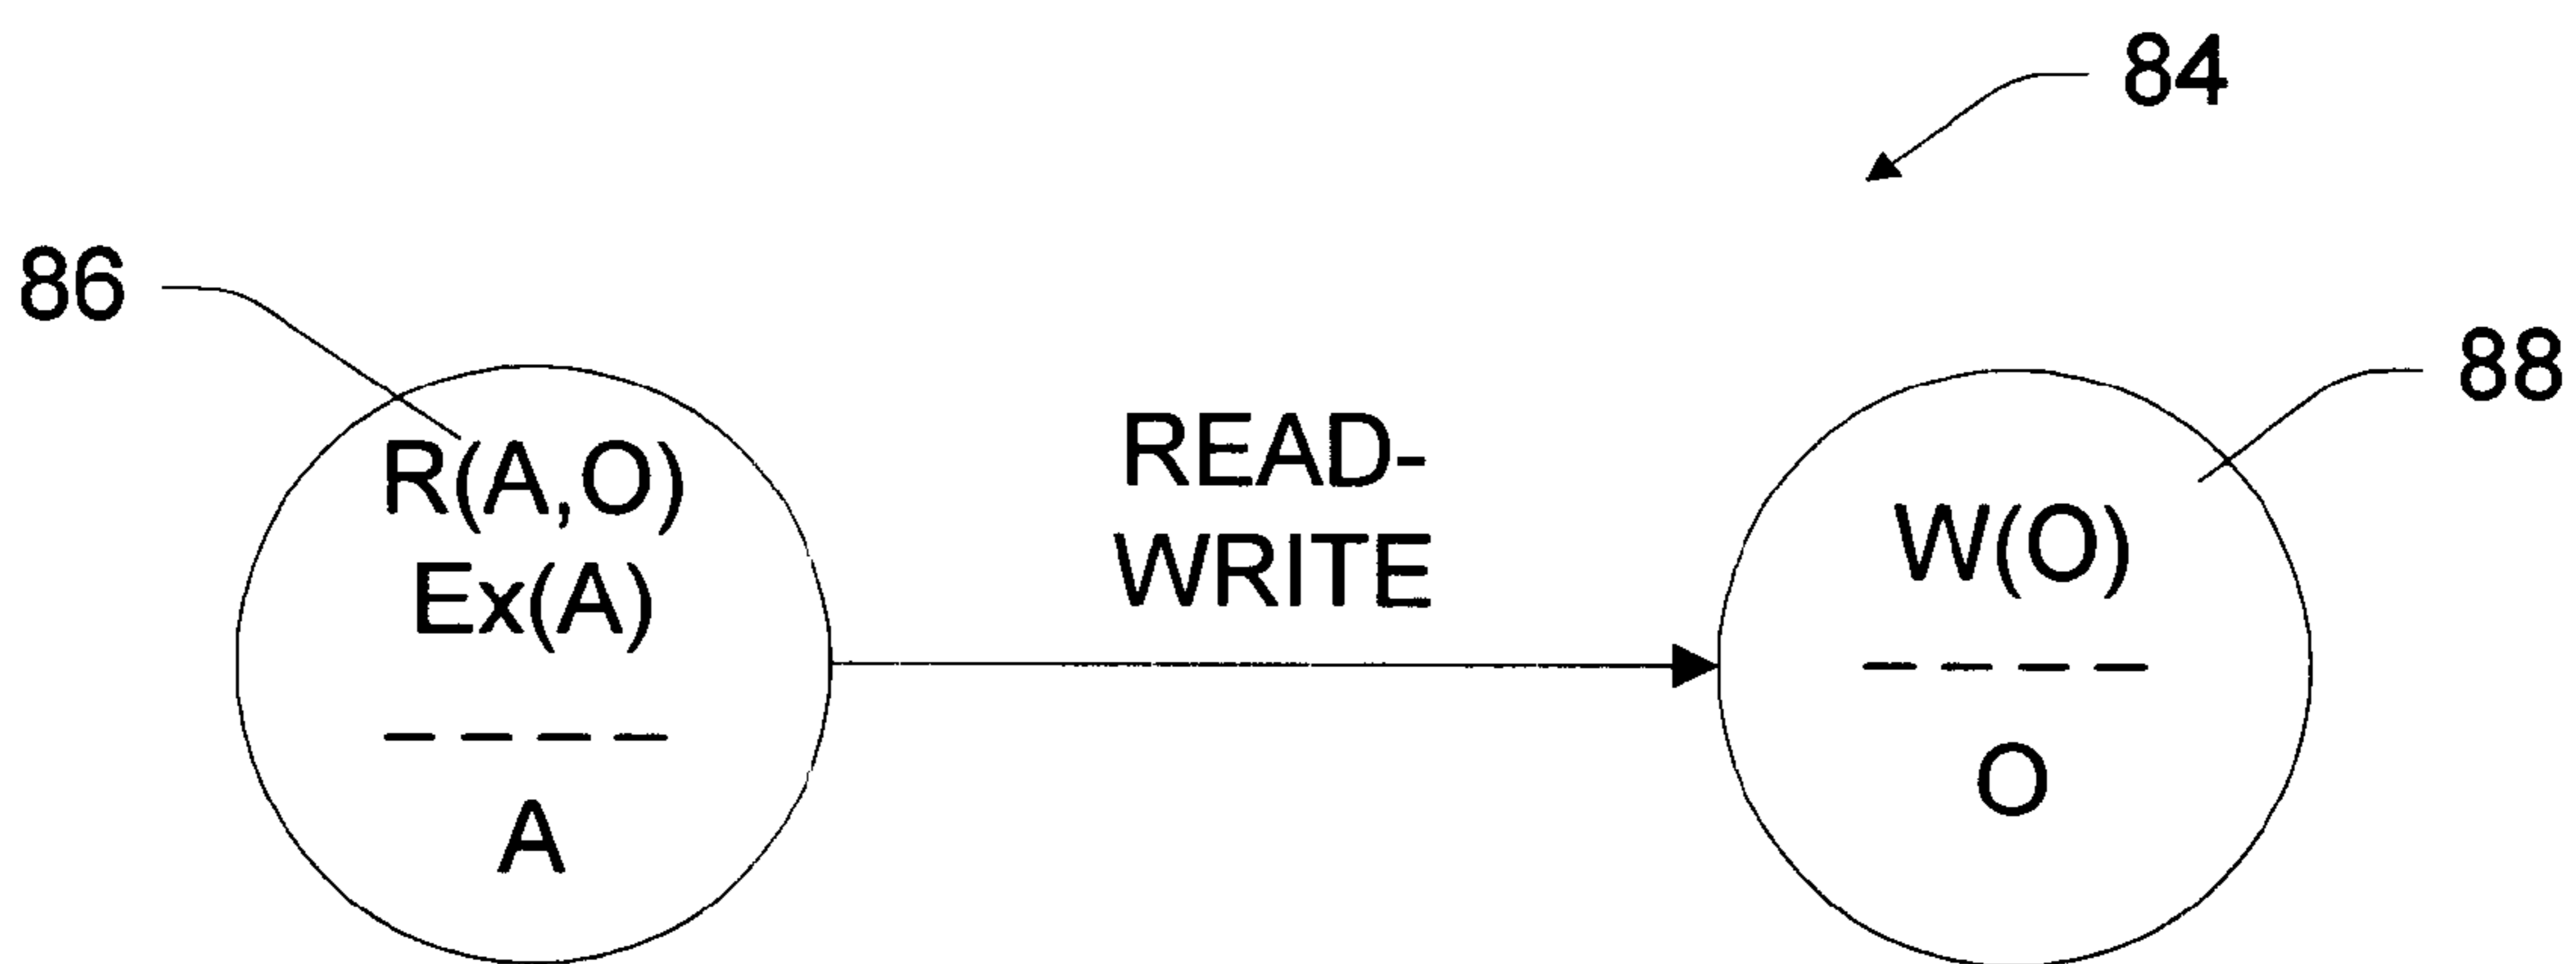 84
86
88
R(A,O)
Ex(A)
A
READ-
WRITE
W(O)
O